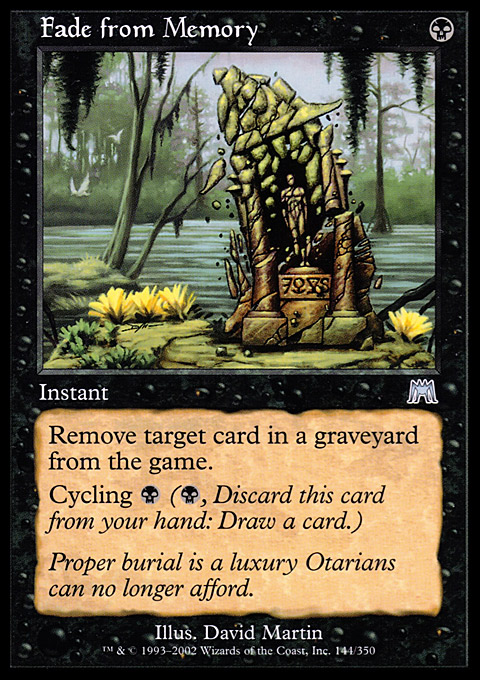 Fade from Memory
Instant
Remove target card in a graveyard
from the game.
Cycling (, Discard this card
from your hand: Draw a card.)
Proper burial is a luxury Otarians
can no longer afford.
Illus. David Martin
™ & © 1993–2002 Wizards of the Coast, Inc. 144/350